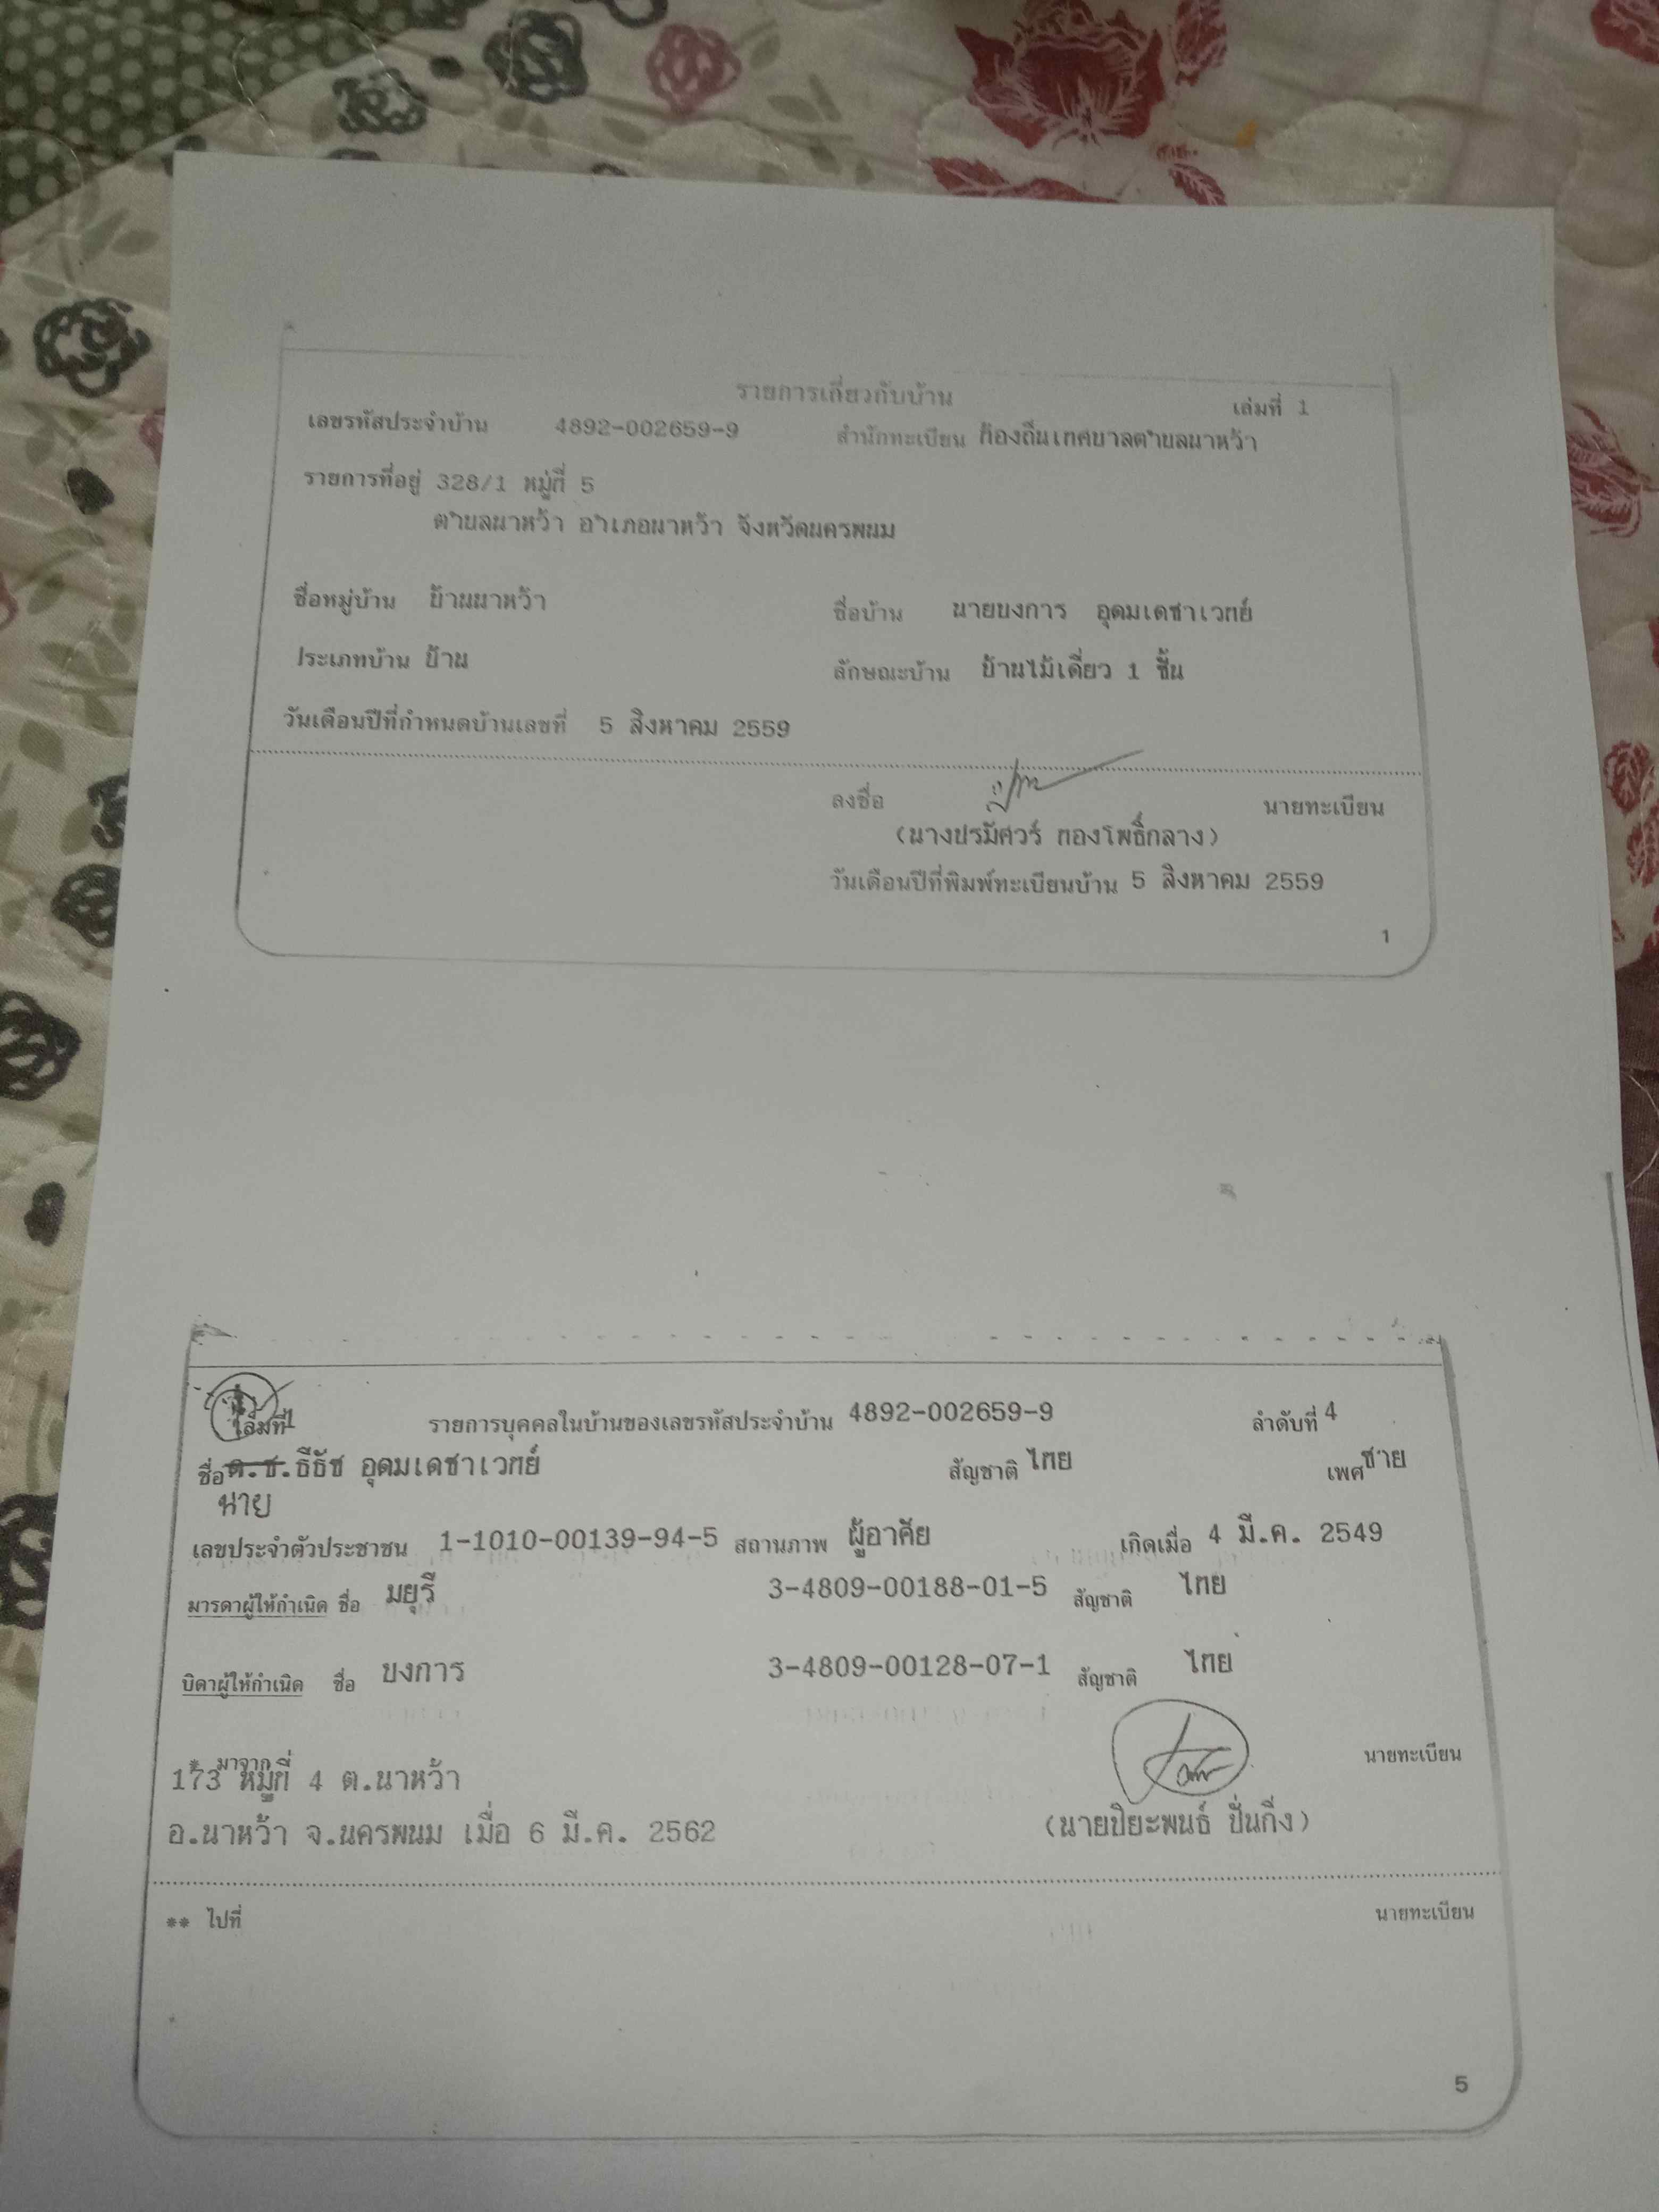 รายการเกี่ยวกับบ้าน เล่มที่ 1
เลขรหัสประจำบ้าน 4892-002659-9 สำนักทะเบียน ท้องถิ่นเทศบาลตำบลนาหว้า
รายการที่อยู่ 328/1 หมู่ที่ 5
ตำบลนาหว้า อำเภอนาหว้า จังหวัดนครพนม
ชื่อหมู่บ้าน บ้านนาหว้า ชื่อบ้าน นายบงการ อุดมเดชาเวทย์
ประเภทบ้าน บ้าน ลักษณะบ้าน บ้านไม้เดี่ยว 1 ชั้น
วันเดือนปีที่กำหนดบ้านเลขที่ 5 สิงหาคม 2559
ลงชื่อ นายทะเบียน
(นางปรมัศวร์ ทองโพธิ์กลาง)
วันเดือนปีที่พิมพ์ทะเบียนบ้าน 5 สิงหาคม 2559
1
เล่มที่ 1 รายการบุคคลในบ้านของเลขรหัสประจำบ้าน 4892-002659-9 ลำดับที่ 4
ชื่อ ด.ช.ธีธัช อุดมเดชาเวทย์ สัญชาติ ไทย เพศ ชาย
นาย
เลขประจำตัวประชาชน 1-1010-00139-94-5 สถานภาพ ผู้อาศัย เกิดเมื่อ 4 มี.ค. 2549
มารดาผู้ให้กำเนิด ชื่อ มยุรี 3-4809-00188-01-5 สัญชาติ ไทย
บิดาผู้ให้กำเนิด ชื่อ บงการ 3-4809-00128-07-1 สัญชาติ ไทย
* มาจาก นายทะเบียน
173 หมู่ที่ 4 ต.นาหว้า
อ.นาหว้า จ.นครพนม เมื่อ 6 มี.ค. 2562 (นายปิยะพนธ์ ปั่นกิ่ง)
** ไปที่ นายทะเบียน
5